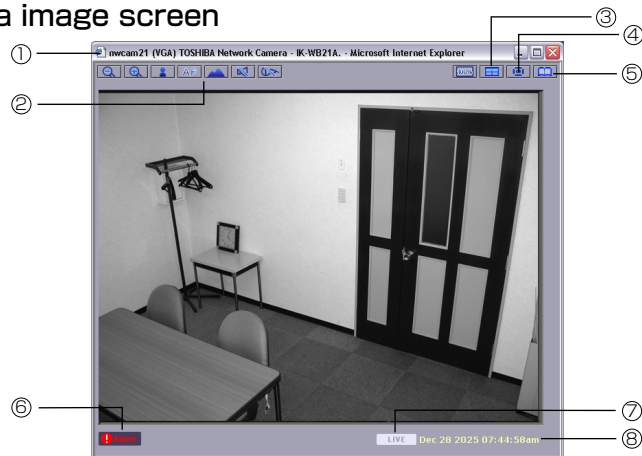 a image screen
①
nwcam21 (VGA) TOSHIBA Network Camera - IK-WB21A. - Microsoft Internet Explorer
②
AF
③
④
⑤
⑥
⑦
LIVE
Dec 28 2025 07:44:58am
⑧